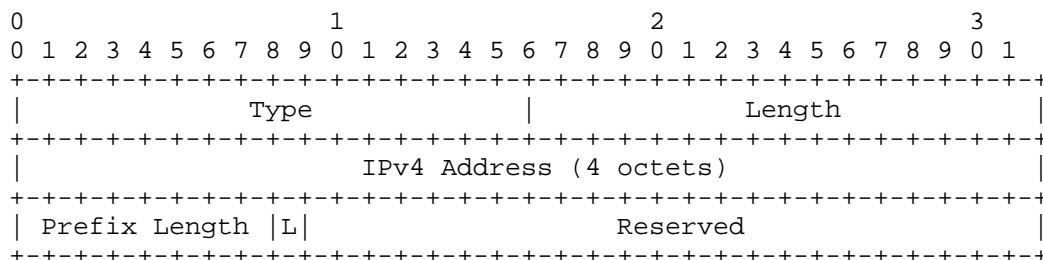 0                   1                   2                   3
0 1 2 3 4 5 6 7 8 9 0 1 2 3 4 5 6 7 8 9 0 1 2 3 4 5 6 7 8 9 0 1
+-+-+-+-+-+-+-+-+-+-+-+-+-+-+-+-+-+-+-+-+-+-+-+-+-+-+-+-+-+-+-+-+
|              Type             |             Length            |
+-+-+-+-+-+-+-+-+-+-+-+-+-+-+-+-+-+-+-+-+-+-+-+-+-+-+-+-+-+-+-+-+
|                     IPv4 Address (4 octets)                   |
+-+-+-+-+-+-+-+-+-+-+-+-+-+-+-+-+-+-+-+-+-+-+-+-+-+-+-+-+-+-+-+-+
| Prefix Length |L|                   Reserved                  |
+-+-+-+-+-+-+-+-+-+-+-+-+-+-+-+-+-+-+-+-+-+-+-+-+-+-+-+-+-+-+-+-+